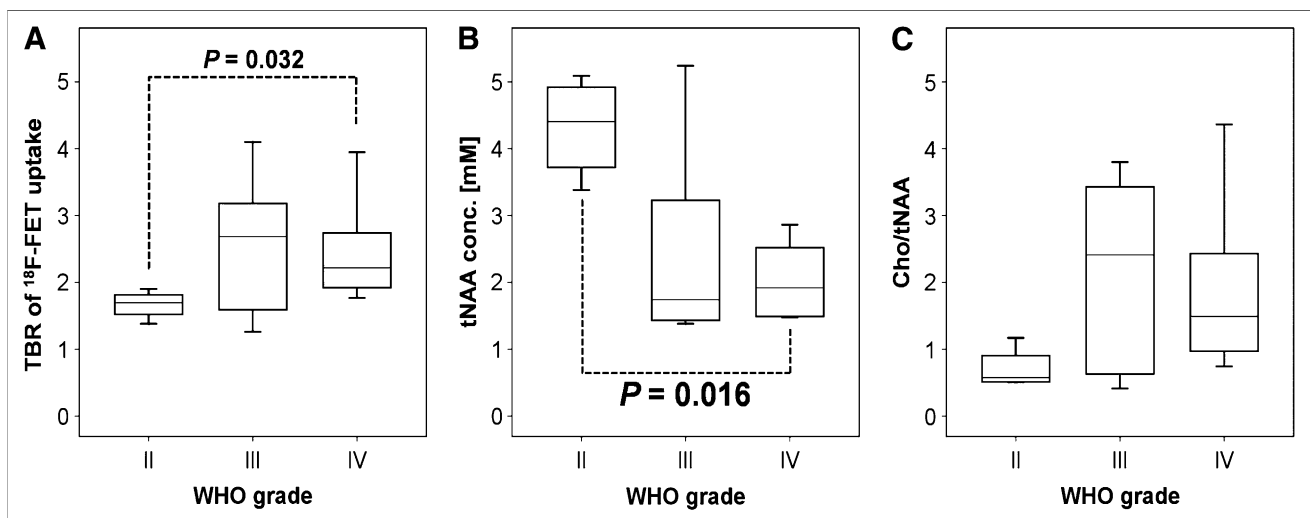 A
P = 0.032
TBR of ¹⁸F-FET uptake
5
4
3
2
1
0
II
III
IV
WHO grade
B
tNAA conc. [mM]
5
4
3
2
1
0
P = 0.016
II
III
IV
WHO grade
C
Cho/tNAA
5
4
3
2
1
0
II
III
IV
WHO grade